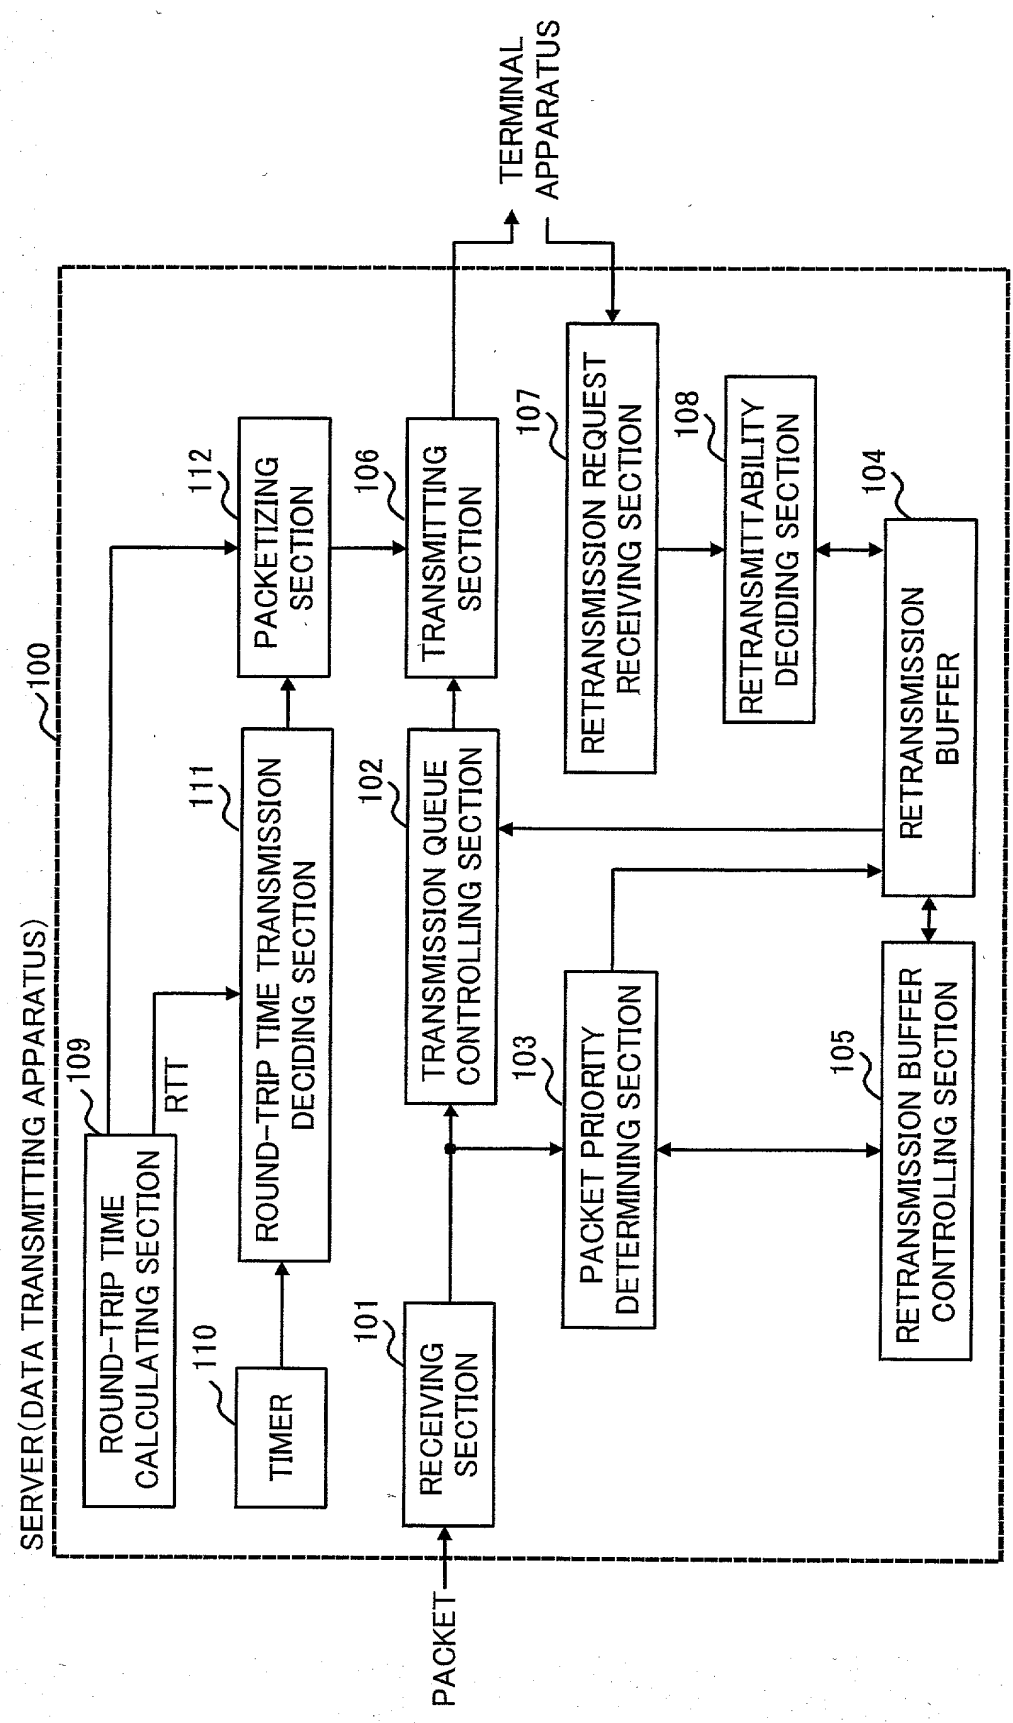 SERVER(DATA TRANSMITTING APPARATUS)
100
109
ROUND-TRIP TIME
CALCULATING SECTION
RTT
110
TIMER
111
ROUND-TRIP TIME TRANSMISSION
DECIDING SECTION
112
PACKETIZING
SECTION
PACKET
101
RECEIVING
SECTION
102
TRANSMISSION QUEUE
CONTROLLING SECTION
106
TRANSMITTING
SECTION
TERMINAL
APPARATUS
103
PACKET PRIORITY
DETERMINING SECTION
107
RETRANSMISSION REQUEST
RECEIVING SECTION
108
RETRANSMITTABILITY
DECIDING SECTION
105
RETRANSMISSION BUFFER
CONTROLLING SECTION
104
RETRANSMISSION
BUFFER